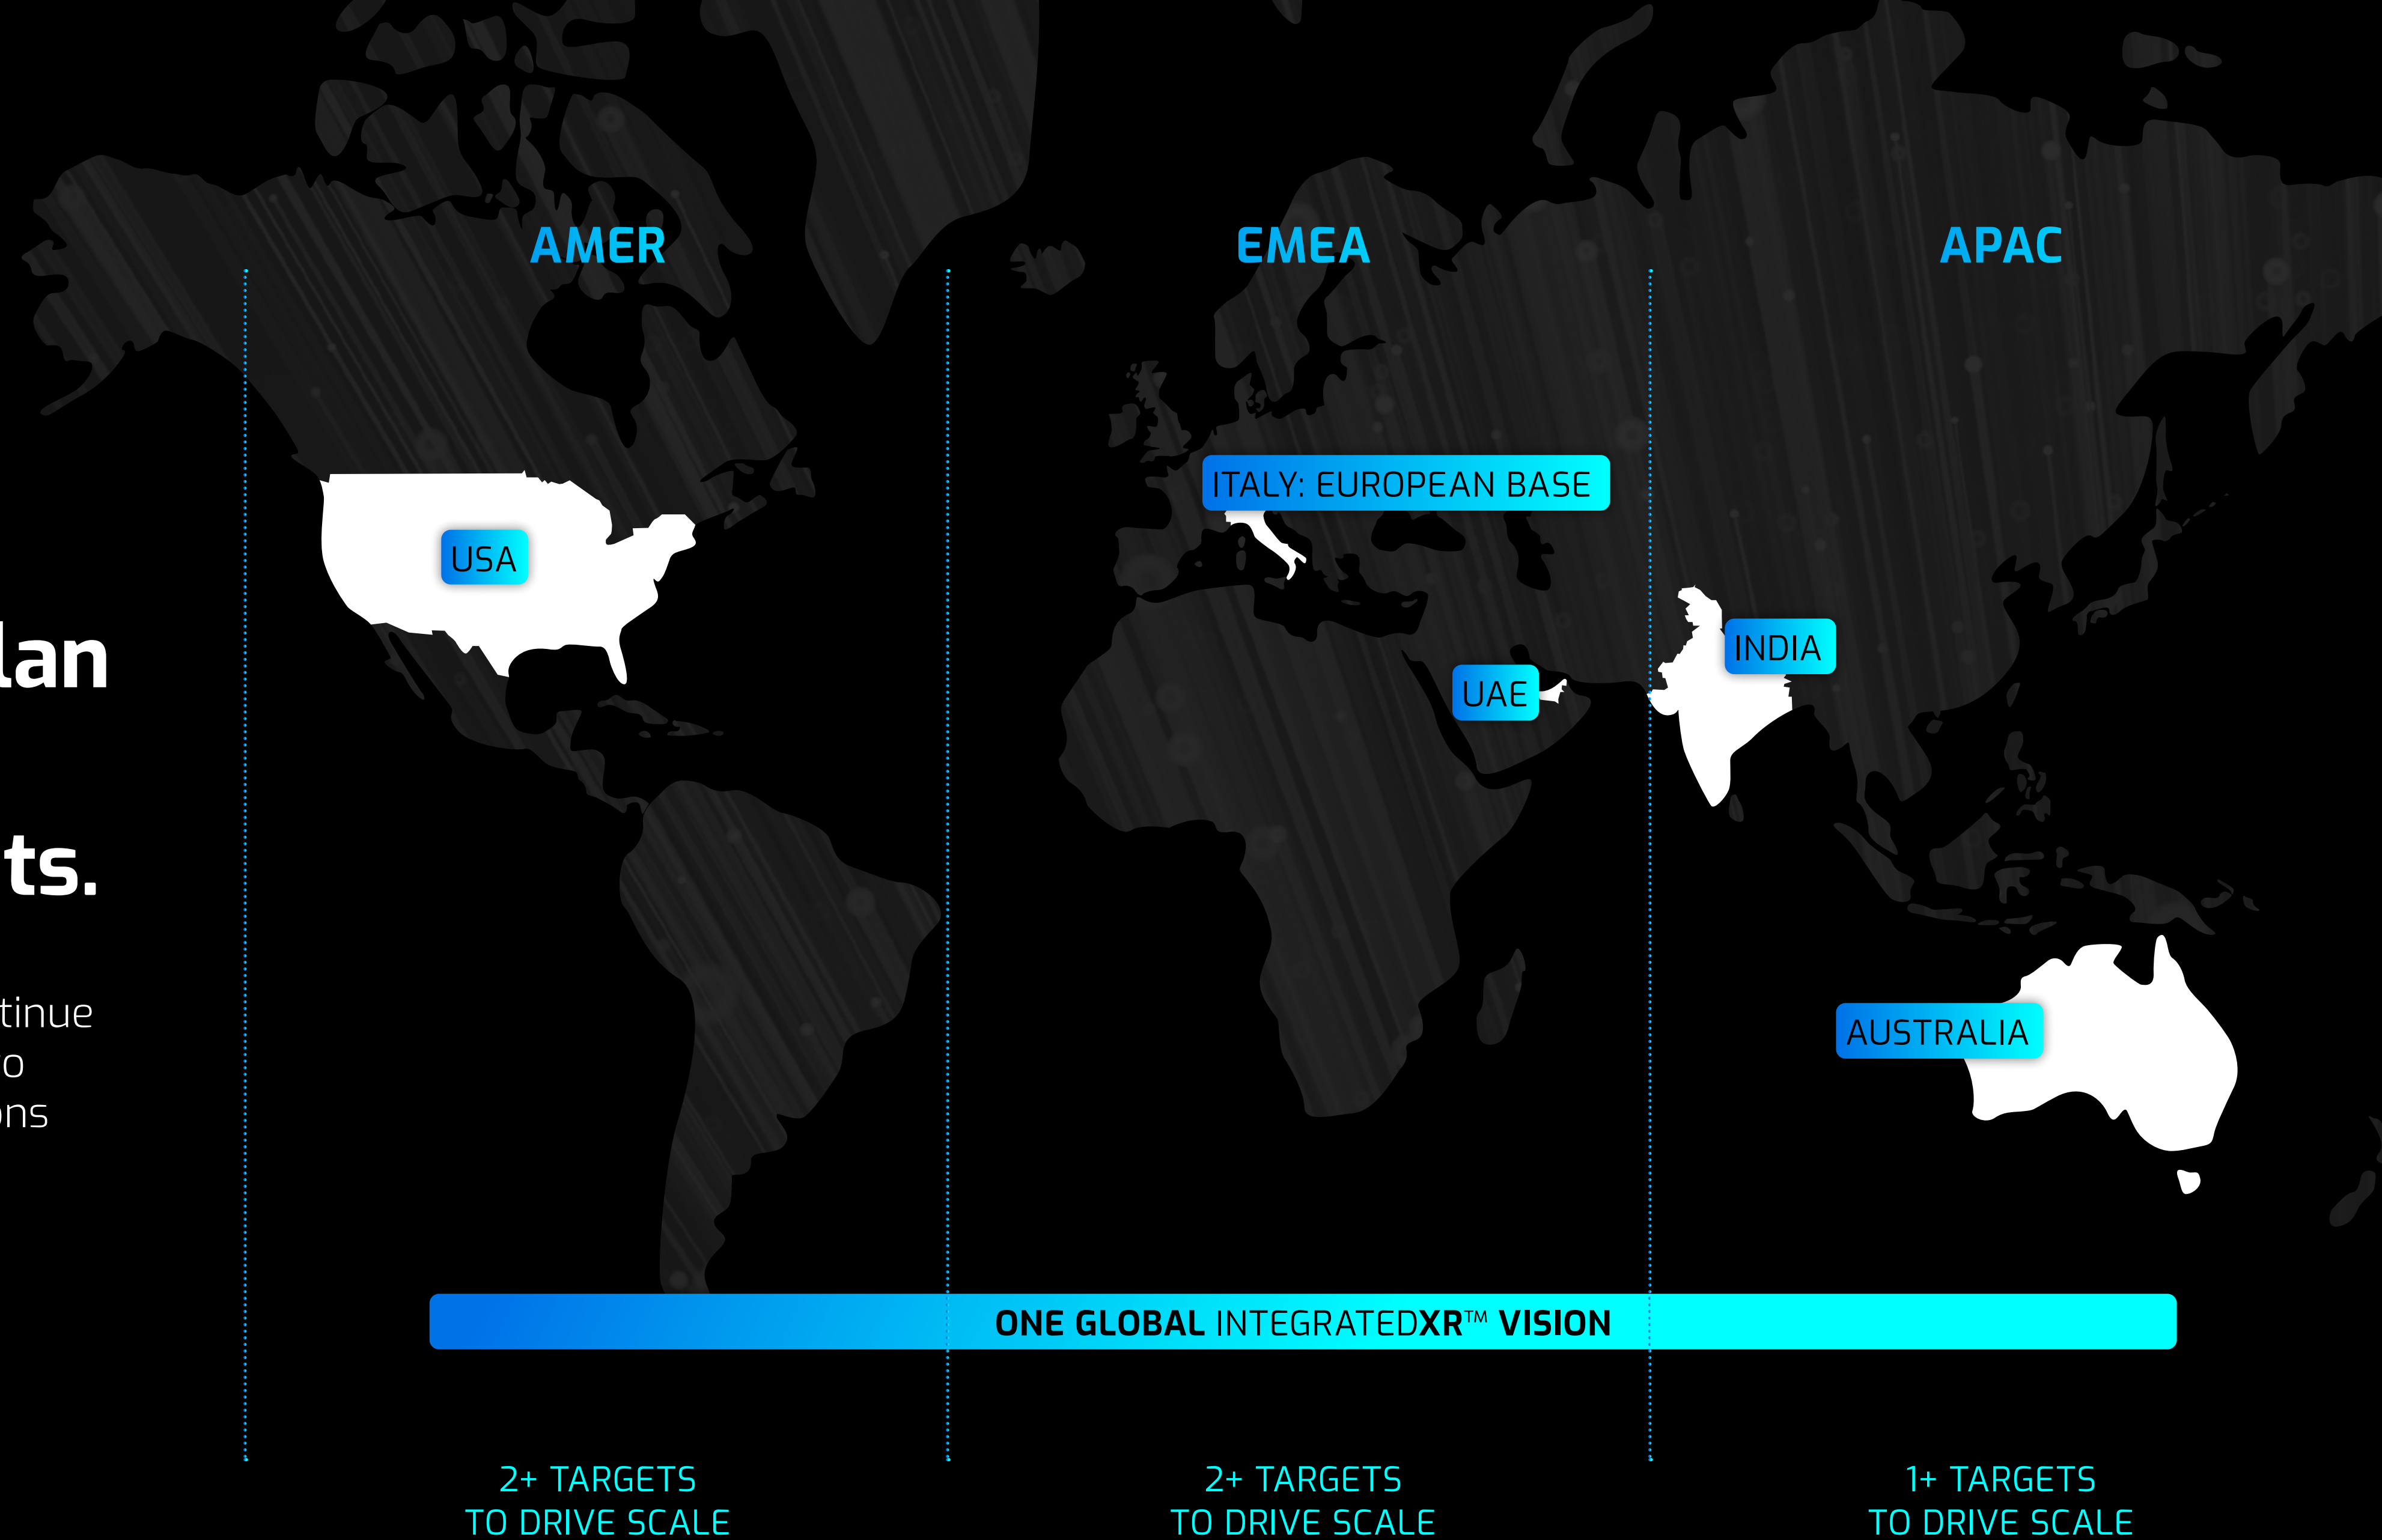 lan
ts.
tinue
o
ons
AMER
EMEA
APAC
ITALY: EUROPEAN BASE
USA
INDIA
UAE
AUSTRALIA
ONE GLOBAL INTEGRATEDXR™ VISION
2+ TARGETS
TO DRIVE SCALE
2+ TARGETS
TO DRIVE SCALE
1+ TARGETS
TO DRIVE SCALE